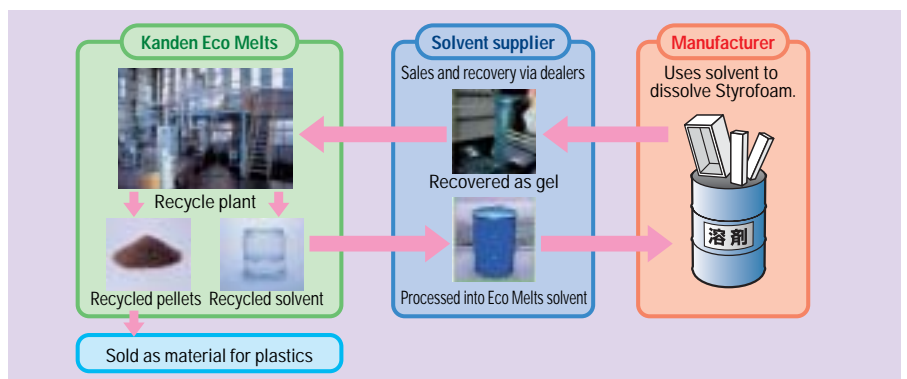 Kanden Eco Melts
Recycle plant
Recycled pellets
Recycled solvent
Sold as material for plastics
Solvent supplier
Sales and recovery via dealers
Recovered as gel
Processed into Eco Melts solvent
Manufacturer
Uses solvent to
dissolve Styrofoam.
溶剤